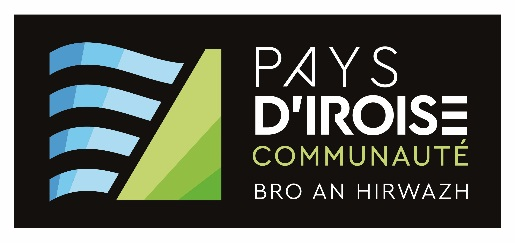 PAYS
D'IROISE
COMMUNAUTÉ
BRO AN HIRWAZH